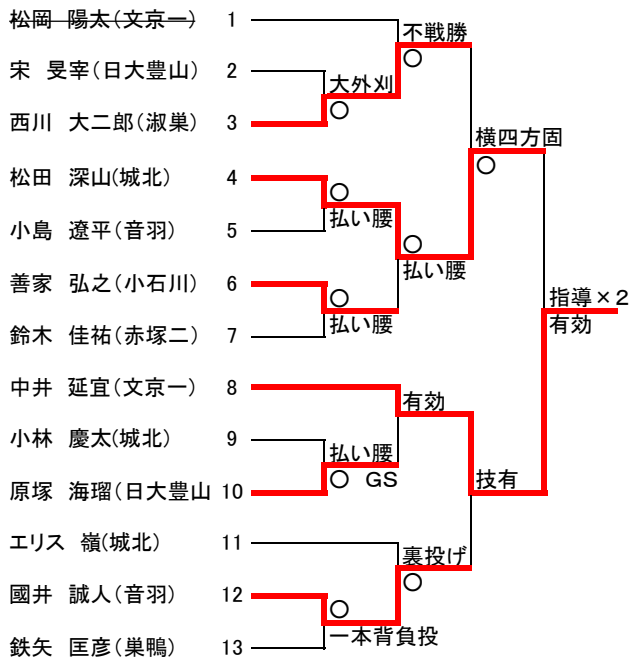 松岡 陽太(文京一) 1
不戦勝
〇
宋 旻宰(日大豊山) 2
大外刈
〇
西川 大二郎(淑巣) 3
横四方固
〇
松田 深山(城北) 4
〇
払い腰
小島 遼平(音羽) 5
〇
払い腰
善家 弘之(小石川) 6
〇
払い腰
指導×2
有効
鈴木 佳祐(赤塚二) 7
中井 延宜(文京一) 8
有効
小林 慶太(城北) 9
払い腰
〇 GS
技有
原塚 海瑠(日大豊山 10
エリス 嶺(城北) 11
裏投げ
〇
國井 誠人(音羽) 12
〇
一本背負投
鉄矢 匡彦(巣鴨) 13